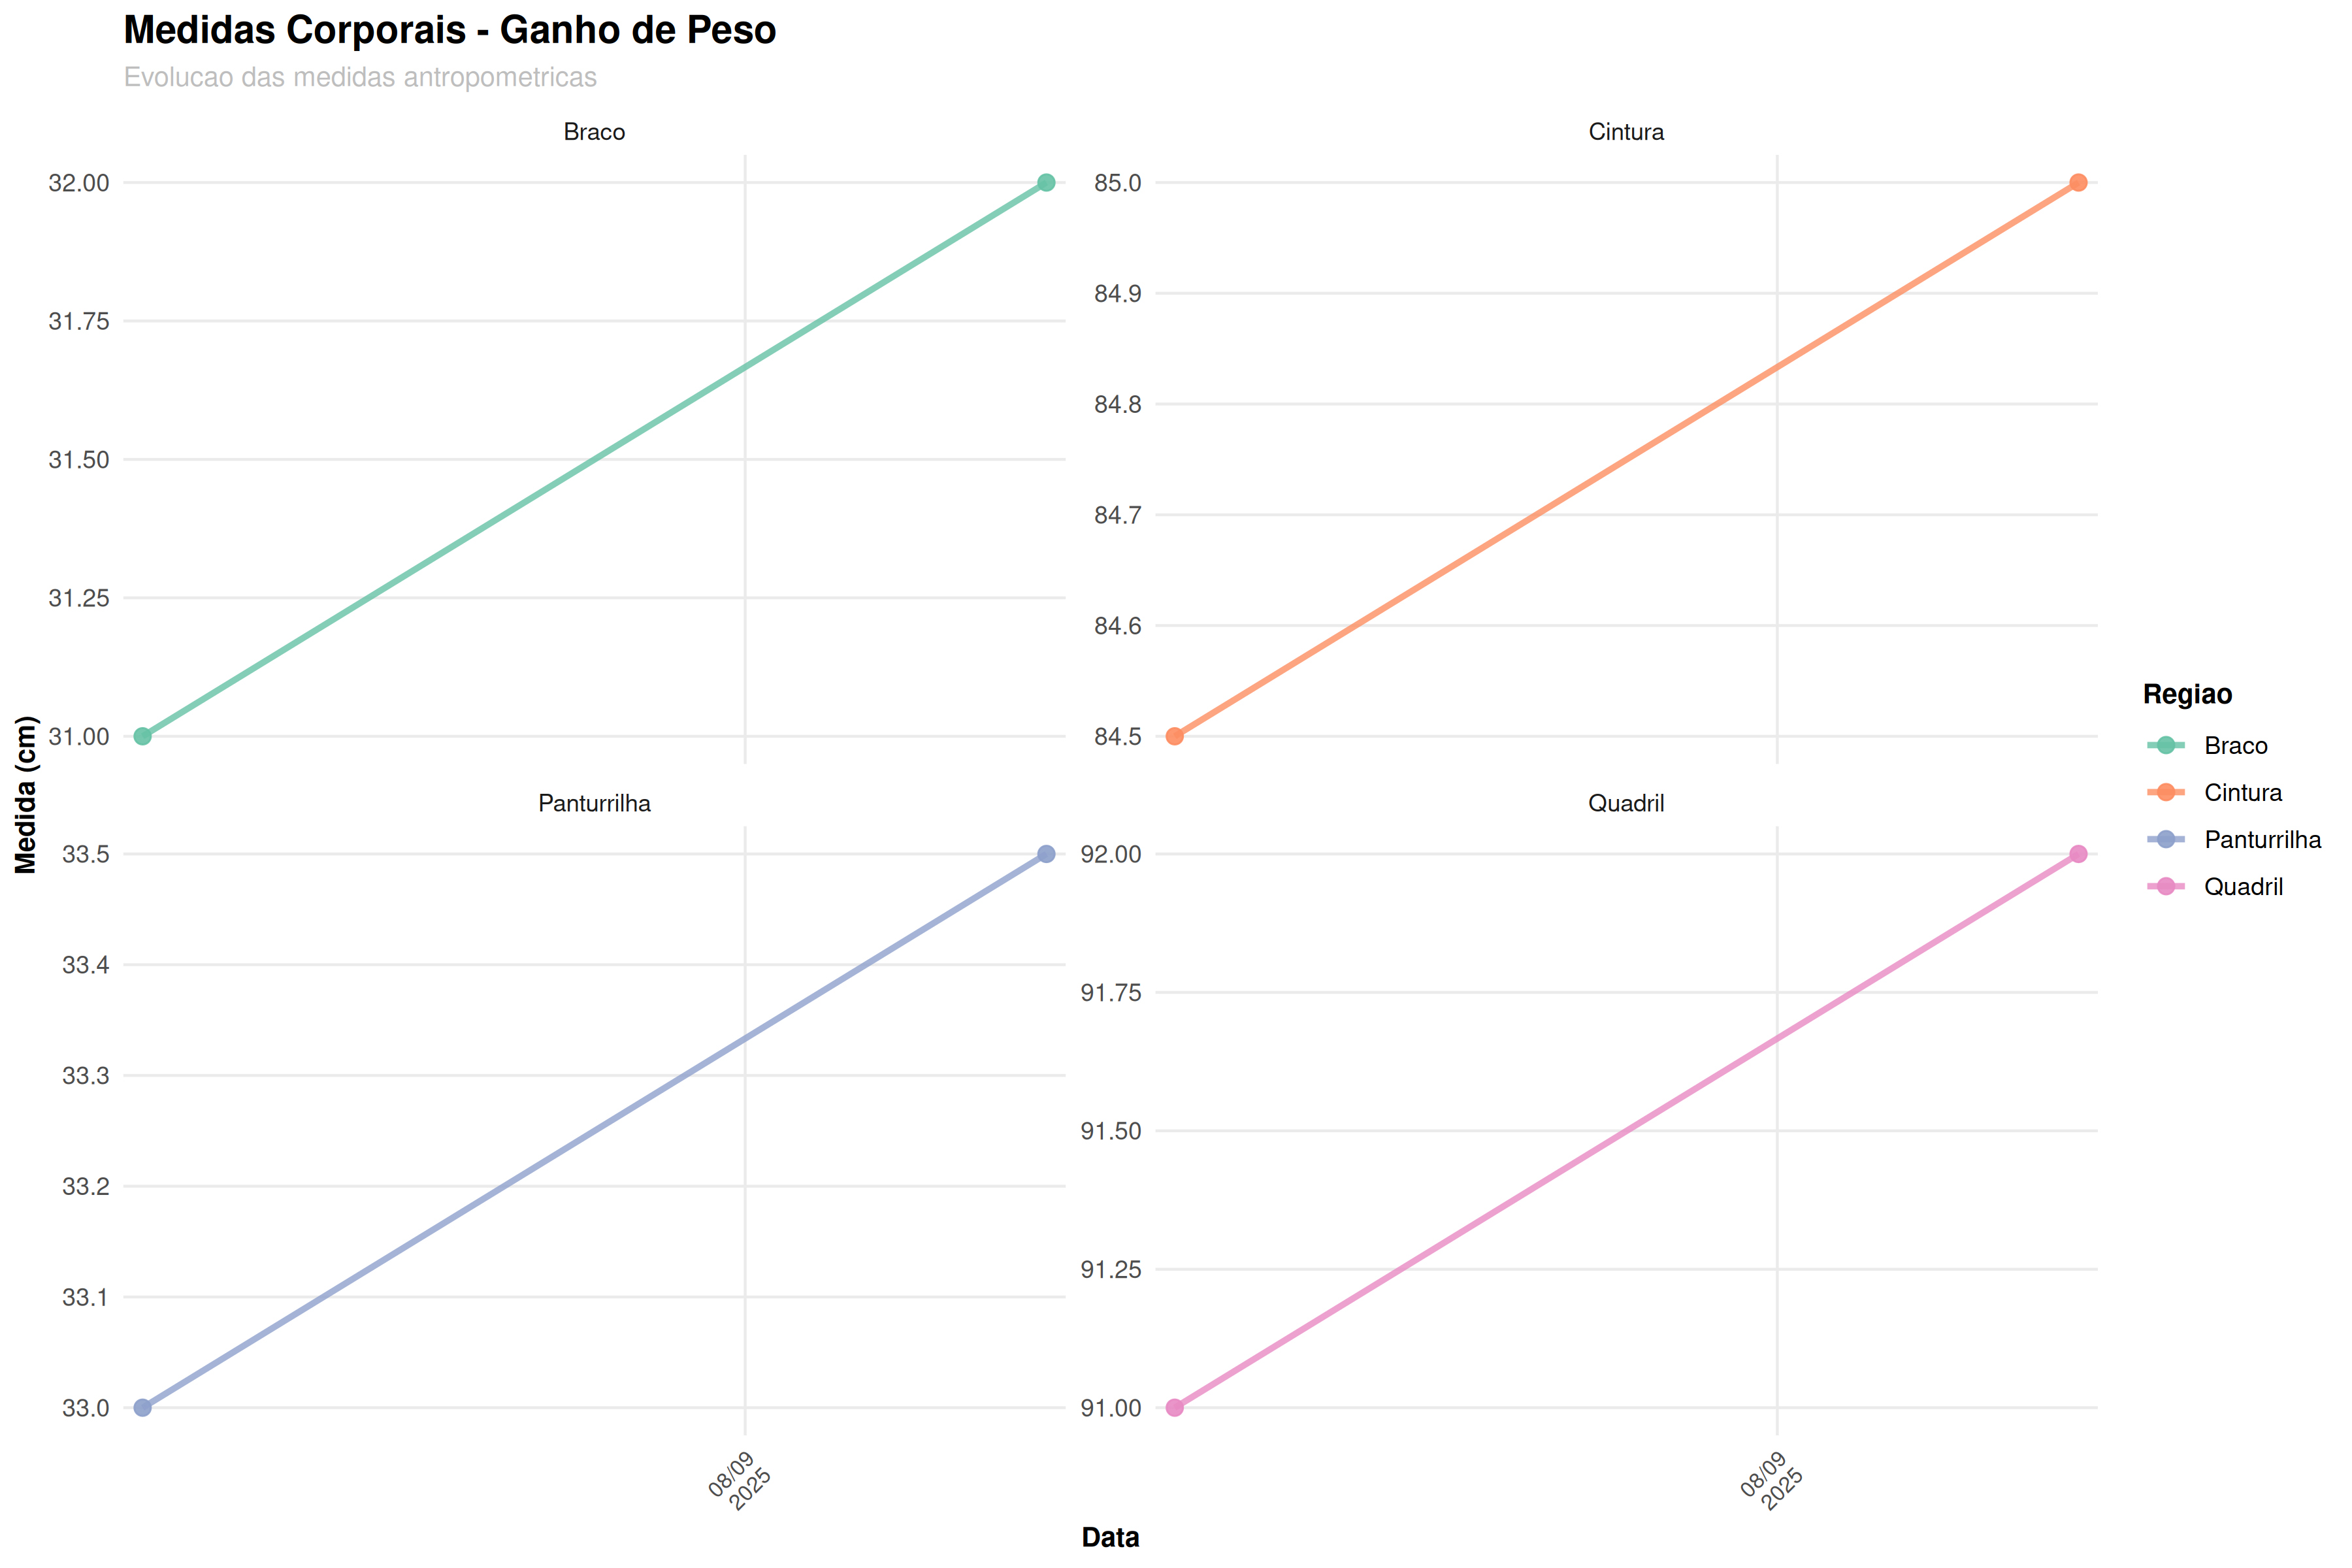 Medidas Corporais - Ganho de Peso
Evolucao das medidas antropometricas
Braco
32.00
31.75
31.50
31.25
31.00
Cintura
85.0
84.9
84.8
84.7
84.6
84.5
Panturrilha
33.5
33.4
33.3
33.2
33.1
33.0
08/09
2025
Quadril
92.00
91.75
91.50
91.25
91.00
08/09
2025
Medida (cm)
Data
Regiao
Braco
Cintura
Panturrilha
Quadril